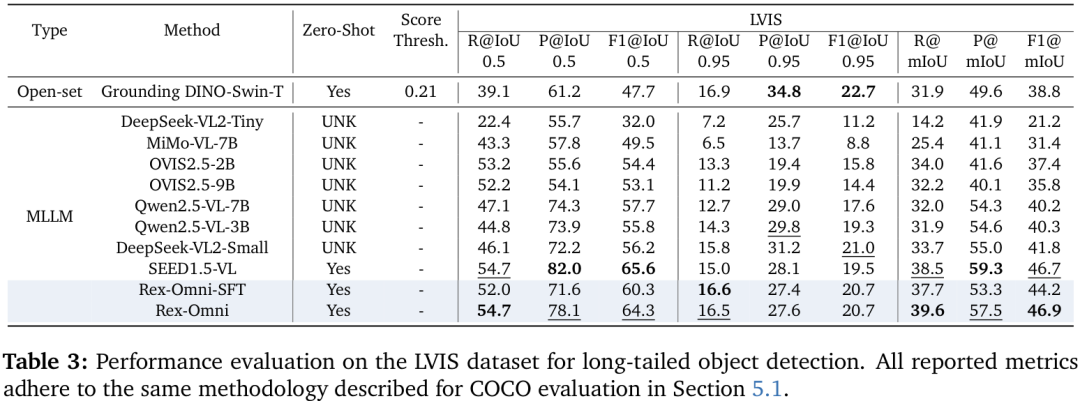 Type Method Zero-Shot Score Thresh. LVIS
R@IoU 0.5 P@IoU 0.5 F1@IoU 0.5 R@IoU 0.95 P@IoU 0.95 F1@IoU 0.95 R@ mIoU P@ mIoU F1@ mIoU
Open-set Grounding DINO-Swin-T Yes 0.21 39.1 61.2 47.7 16.9 34.8 22.7 31.9 49.6 38.8
MLLM
DeepSeek-VL2-Tiny UNK - 22.4 55.7 32.0 7.2 25.7 11.2 14.2 41.9 21.2
MiMo-VL-7B UNK - 43.3 57.8 49.5 6.5 13.7 8.8 25.4 41.1 31.4
OVIS2.5-2B UNK - 53.2 55.6 54.4 13.3 19.4 15.8 34.0 41.6 37.4
OVIS2.5-9B UNK - 52.2 54.1 53.1 11.2 19.9 14.4 32.2 40.1 35.8
Qwen2.5-VL-7B UNK - 47.1 74.3 57.7 12.7 29.0 17.6 32.0 54.3 40.2
Qwen2.5-VL-3B UNK - 44.8 73.9 55.8 14.3 29.8 19.3 31.9 54.6 40.3
DeepSeek-VL2-Small UNK - 46.1 72.2 56.2 15.8 31.2 21.0 33.7 55.0 41.8
SEED1.5-VL Yes - 54.7 82.0 65.6 15.0 28.1 19.5 38.5 59.3 46.7
Rex-Omni-SFT Yes - 52.0 71.6 60.3 16.6 27.4 20.7 37.7 53.3 44.2
Rex-Omni Yes - 54.7 78.1 64.3 16.5 27.6 20.7 39.6 57.5 46.9
Table 3: Performance evaluation on the LVIS dataset for long-tailed object detection. All reported metrics
adhere to the same methodology described for COCO evaluation in Section 5.1.